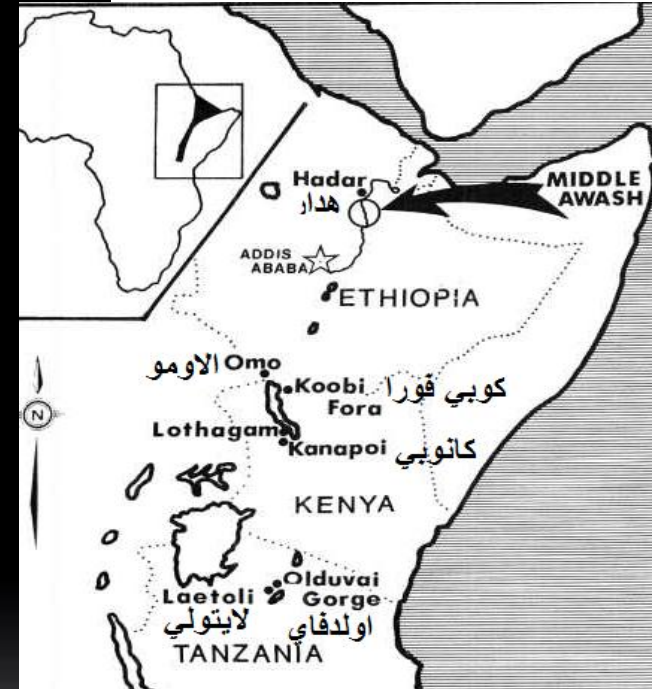 Hadar
هدار
MIDDLE
AWASH
ADDIS
ABABA
ETHIOPIA
الاومو Omo
Koobi
Fora كوبي فورا
Lothagam
Kanapoi كانوبي
KENYA
Olduvai
Laetoli Gorge
لايتولي اولدفاي
TANZANIA
N